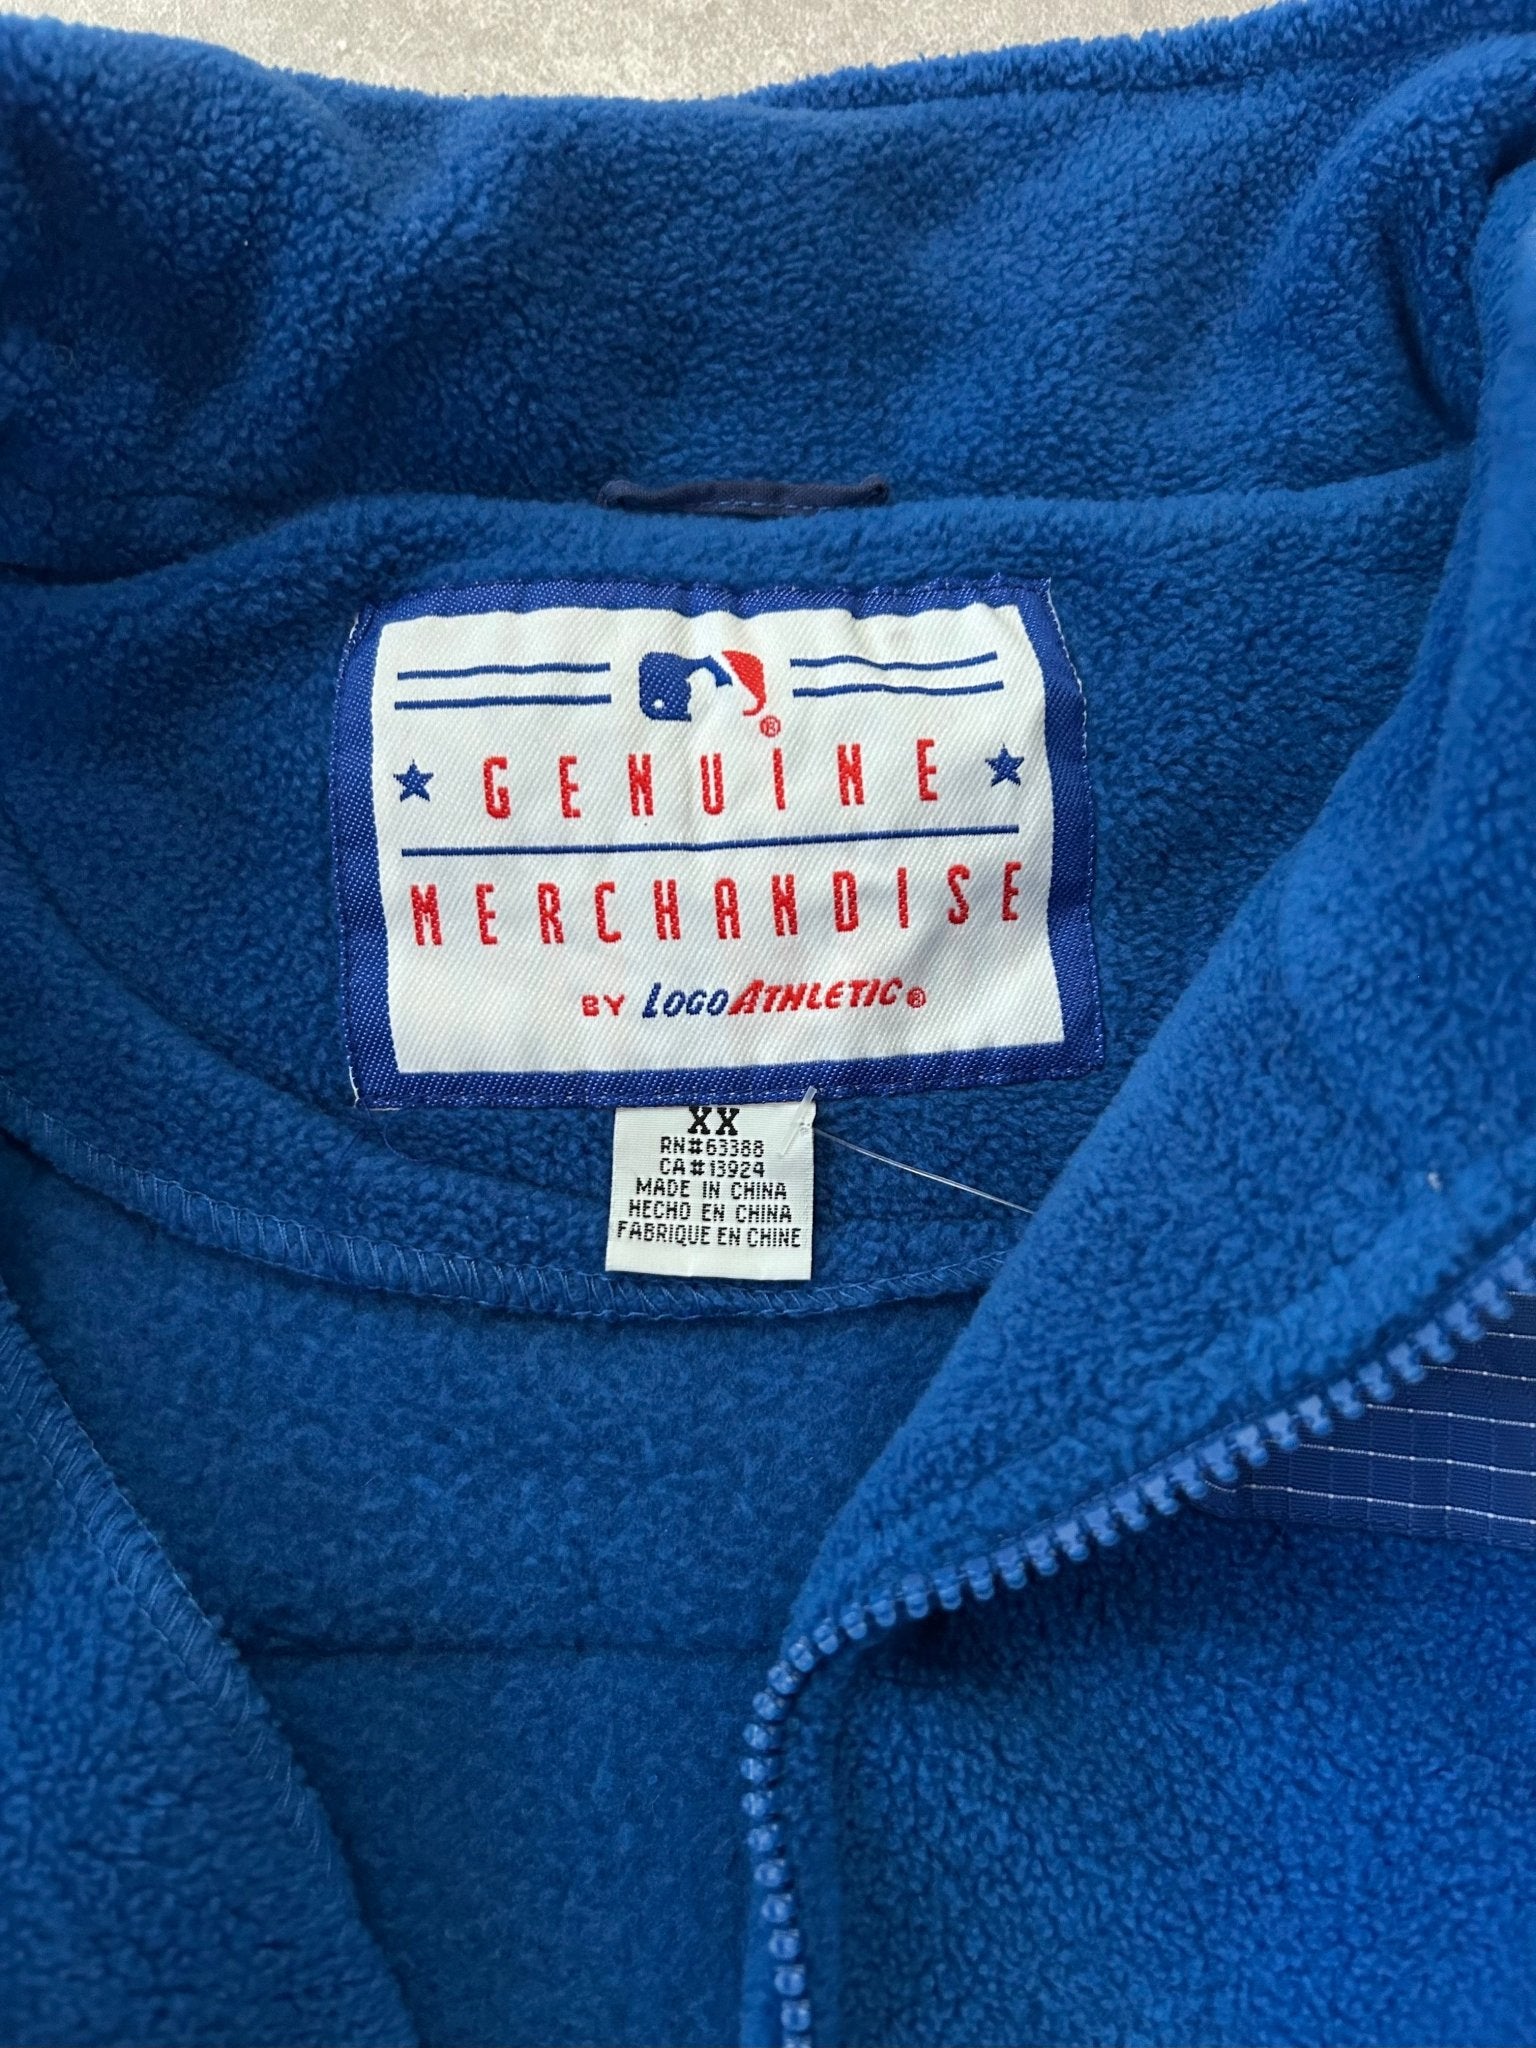 GENUINE
MERCHANDISE
BY LOGOATHLETIC®
XX
RN#63388
CA#13924
MADE IN CHINA
HECHO EN CHINA
FABRIQUE EN CHINE